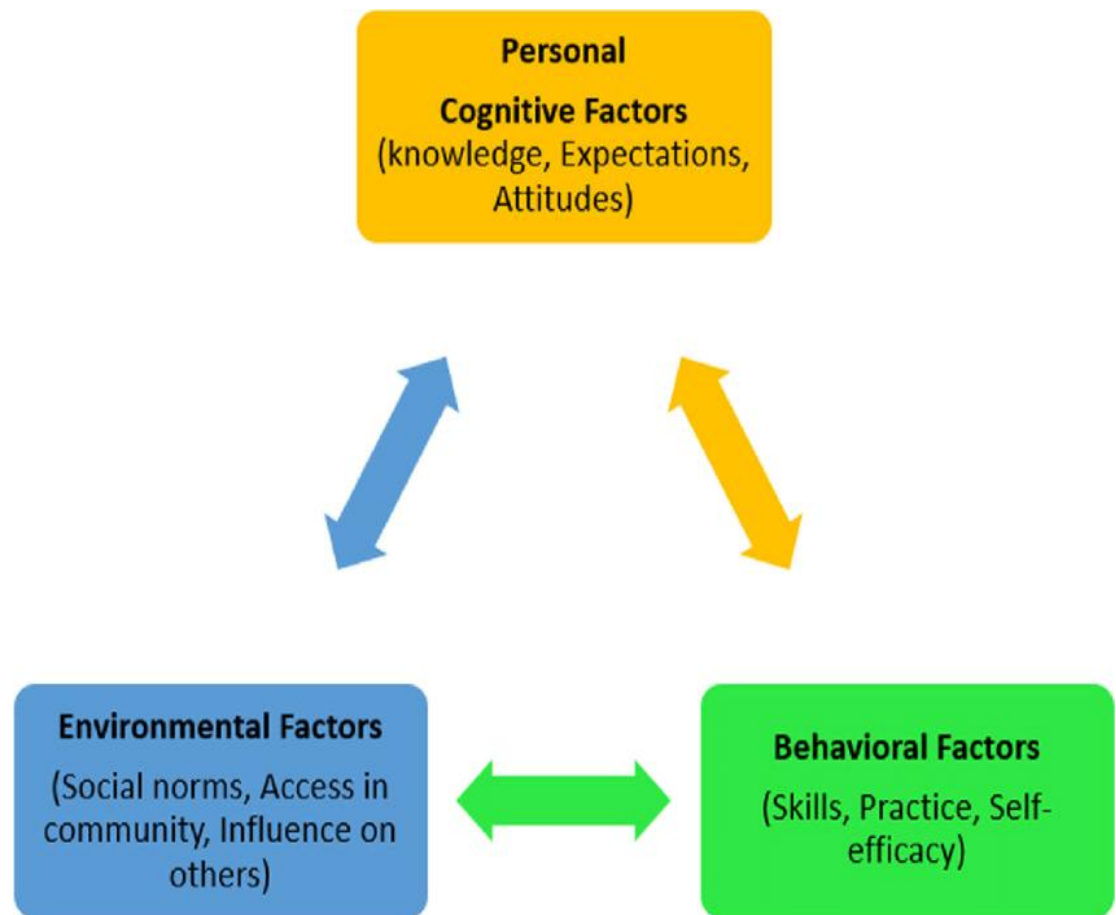 Personal
Cognitive Factors
(knowledge, Expectations,
Attitudes)
Environmental Factors
(Social norms, Access in
community, Influence on
others)
Behavioral Factors
(Skills, Practice, Self-
efficacy)